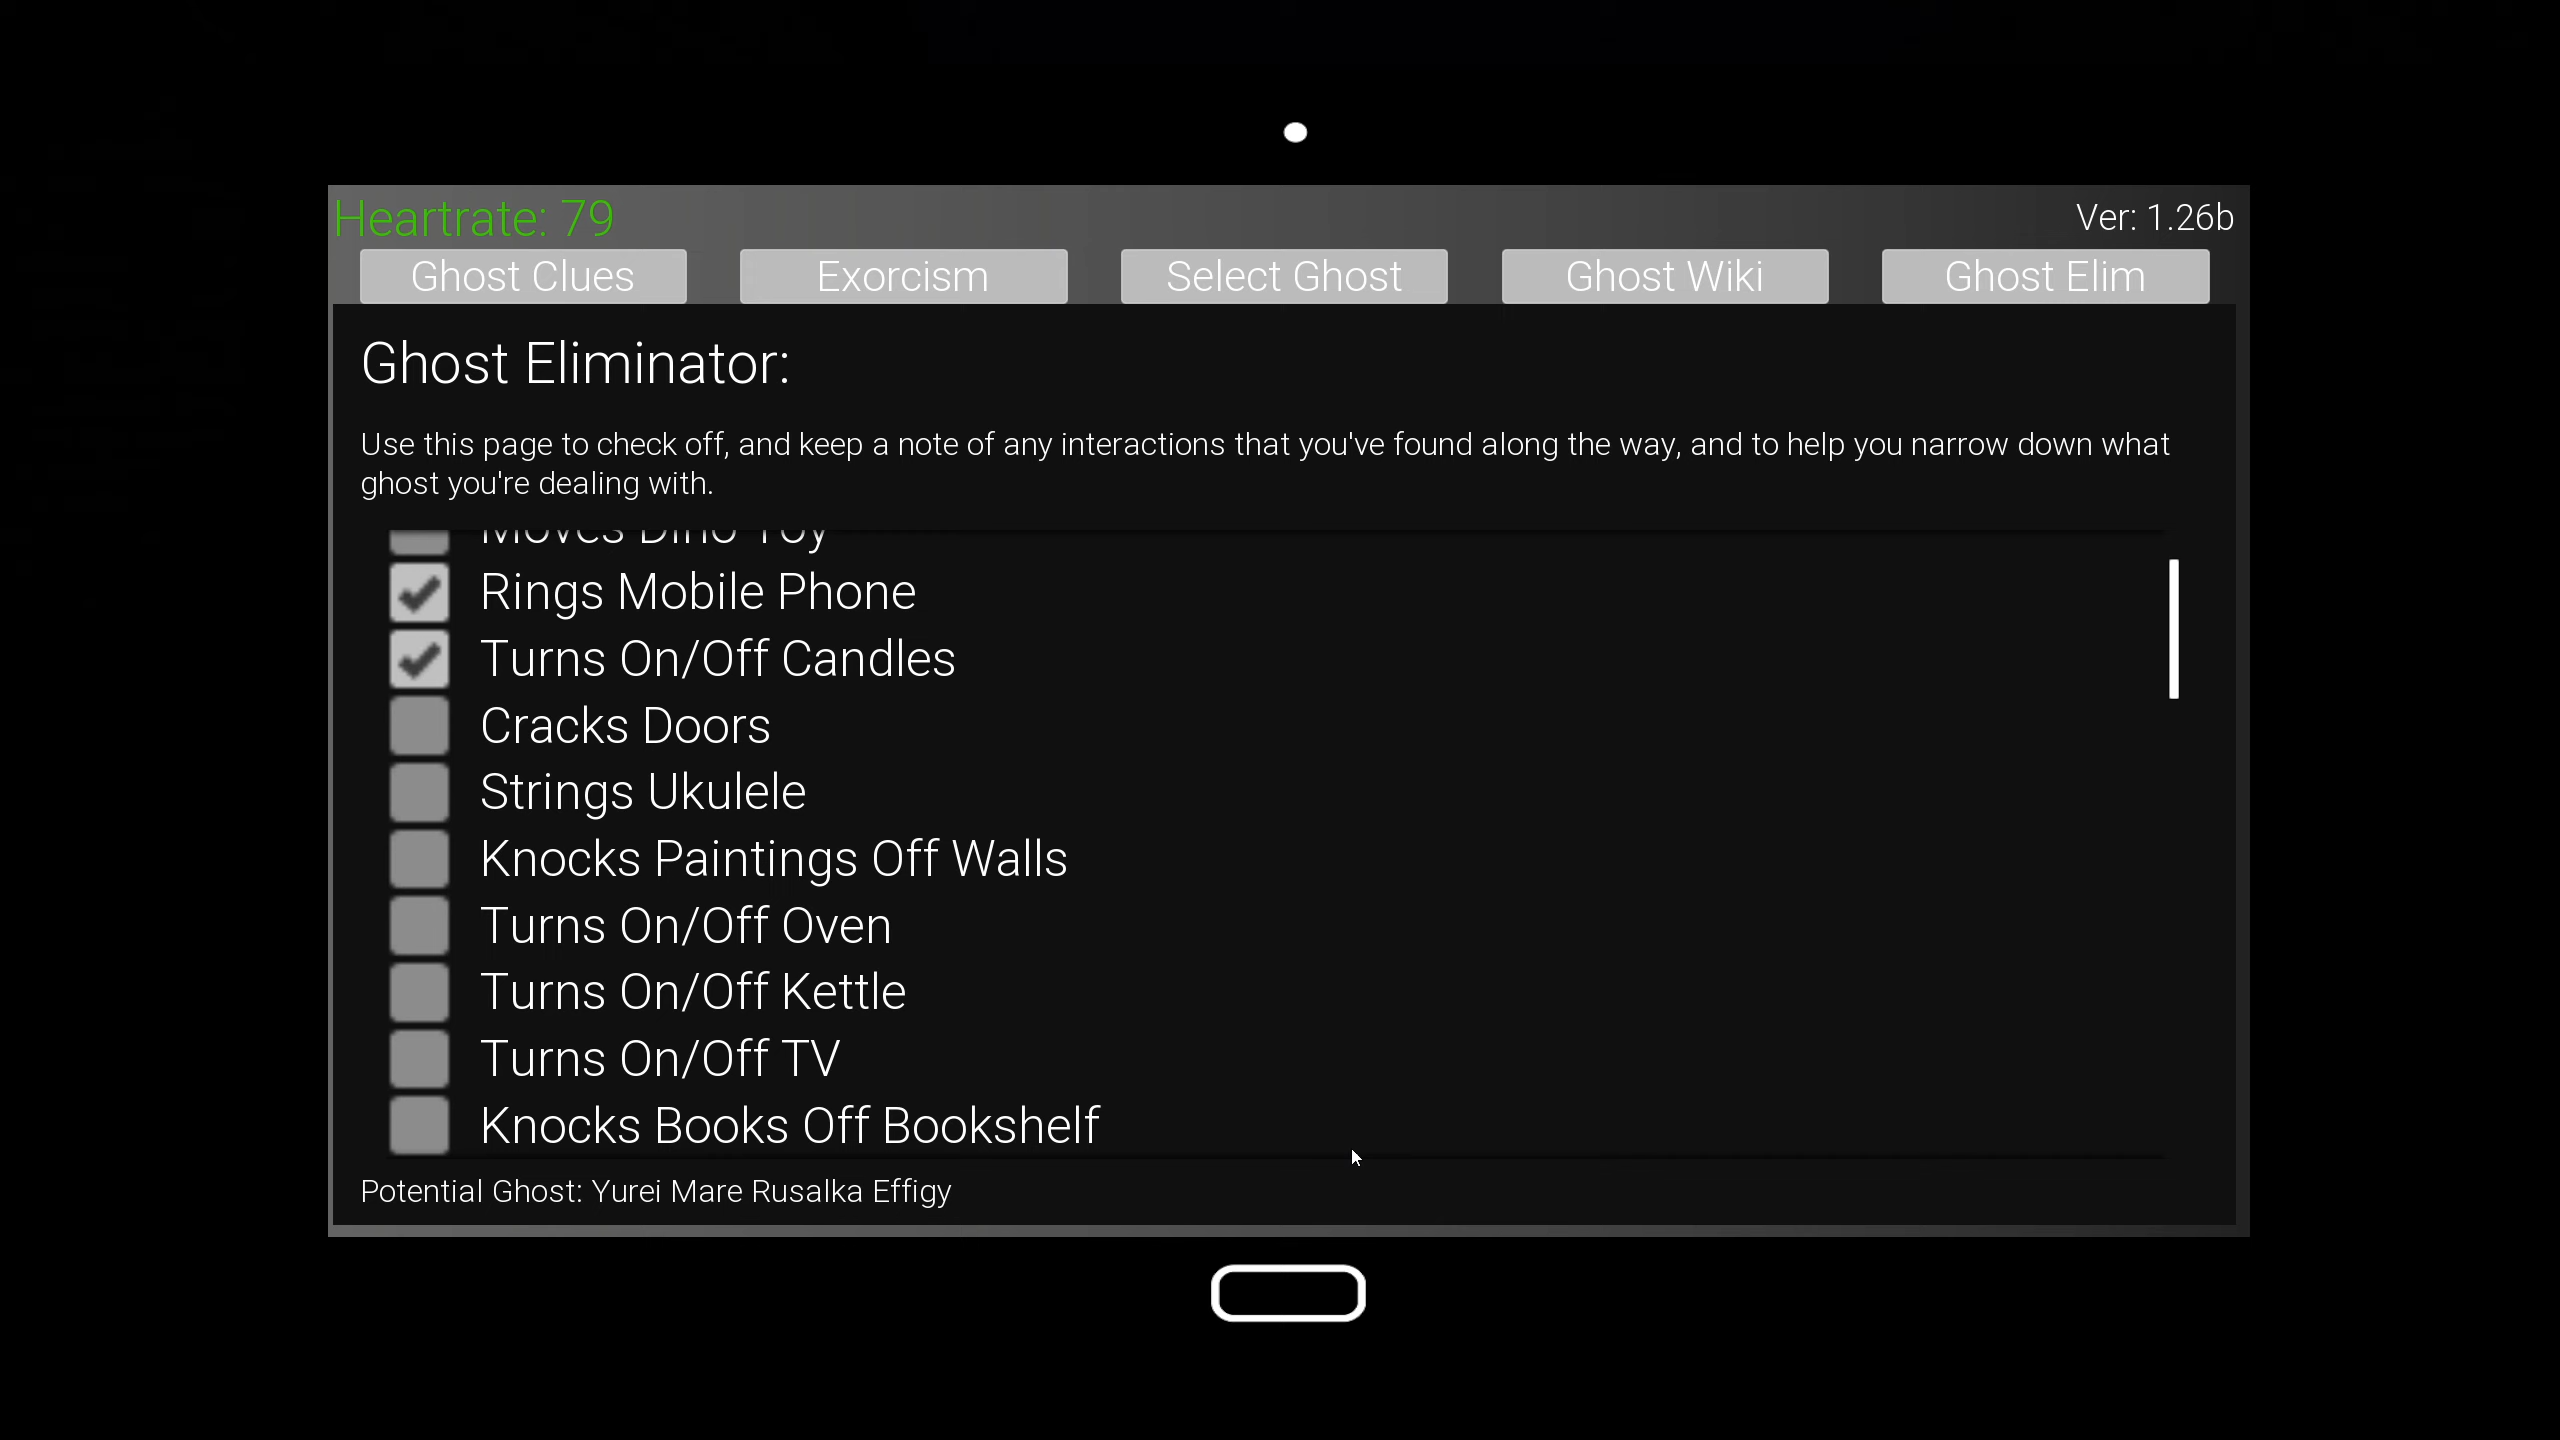 Heartrate: 79
Ver: 1.26b
Ghost Clues
Exorcism
Select Ghost
Ghost Wiki
Ghost Elim
Ghost Eliminator:
Use this page to check off, and keep a note of any interactions that you've found along the way, and to help you narrow down what
ghost you're dealing with.
Moves Dino Toy
Rings Mobile Phone
Turns On/Off Candles
Cracks Doors
Strings Ukulele
Knocks Paintings Off Walls
Turns On/Off Oven
Turns On/Off Kettle
Turns On/Off TV
Knocks Books Off Bookshelf
Potential Ghost: Yurei Mare Rusalka Effigy